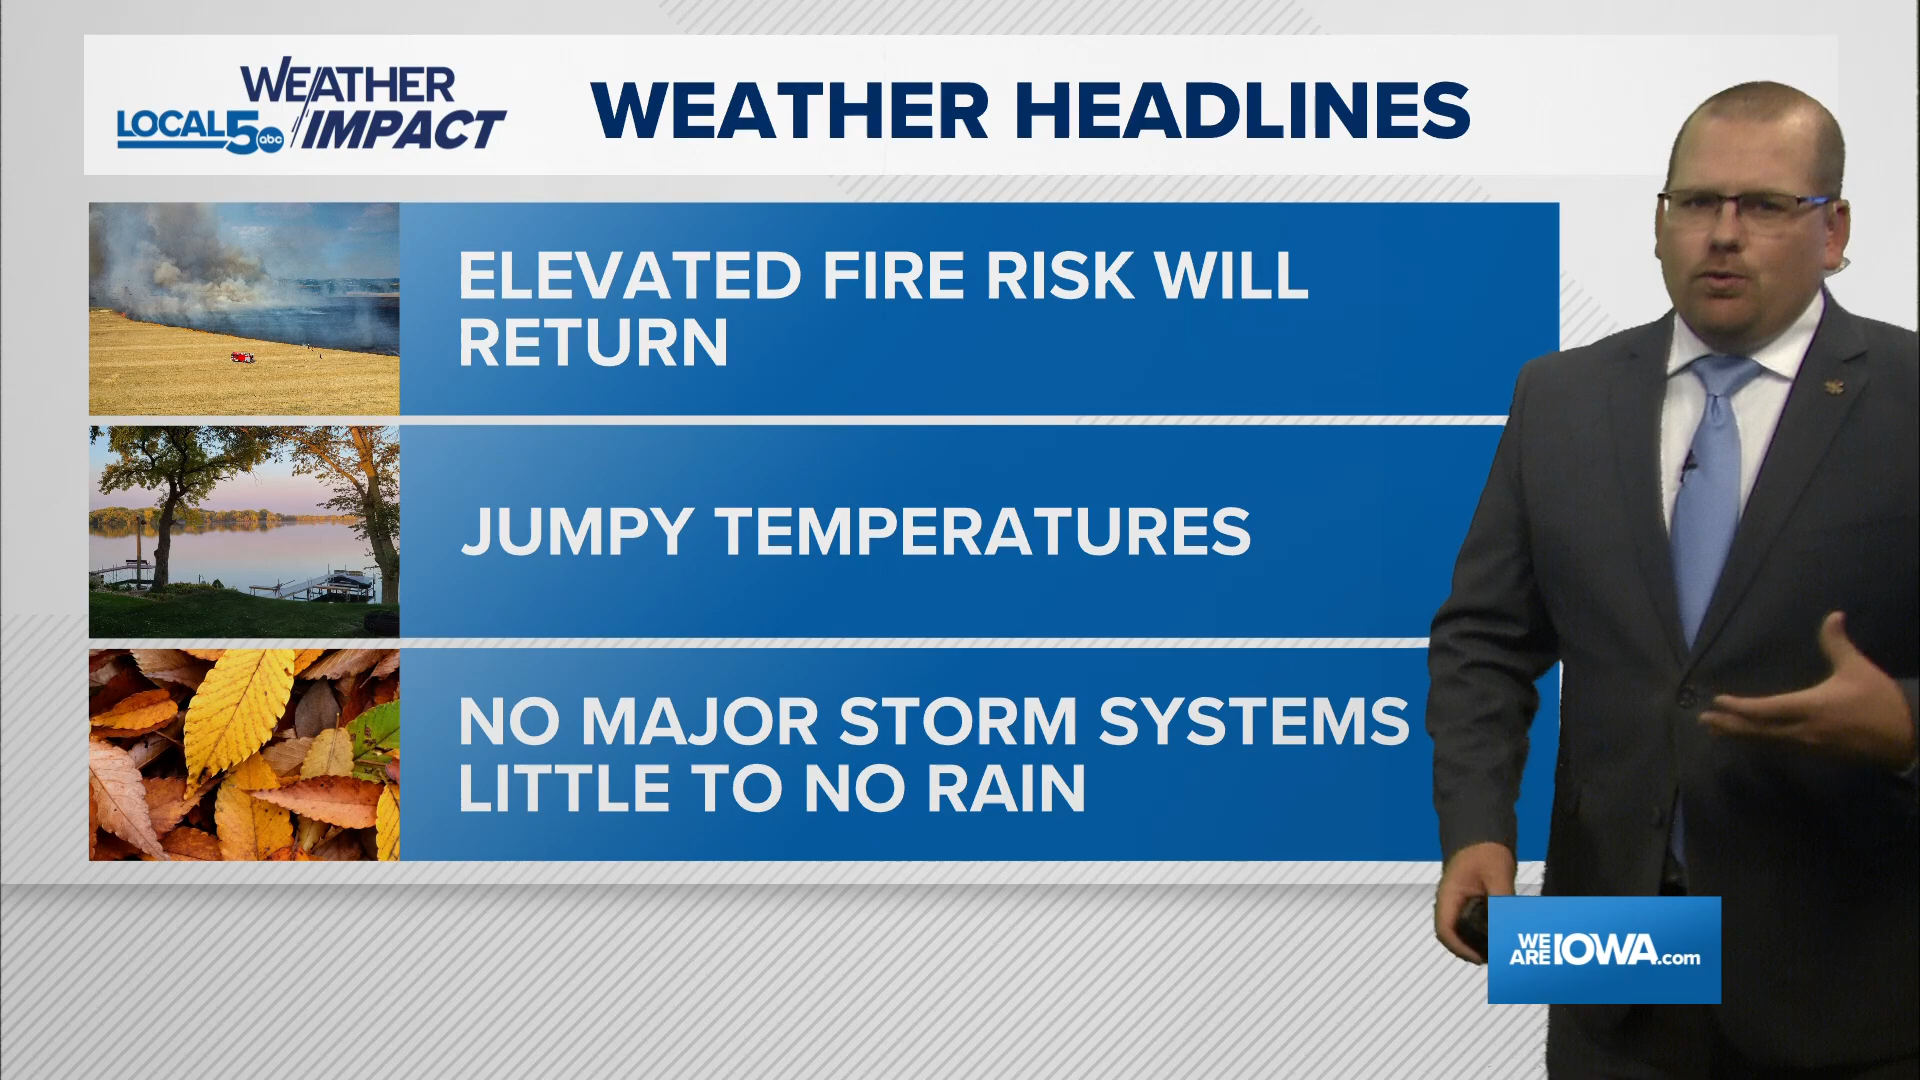 WEATHER
LOCAL 5 abc IMPACT
WEATHER HEADLINES
ELEVATED FIRE RISK WILL
RETURN
JUMPY TEMPERATURES
NO MAJOR STORM SYSTEMS
LITTLE TO NO RAIN
WE
ARE IOWA.com